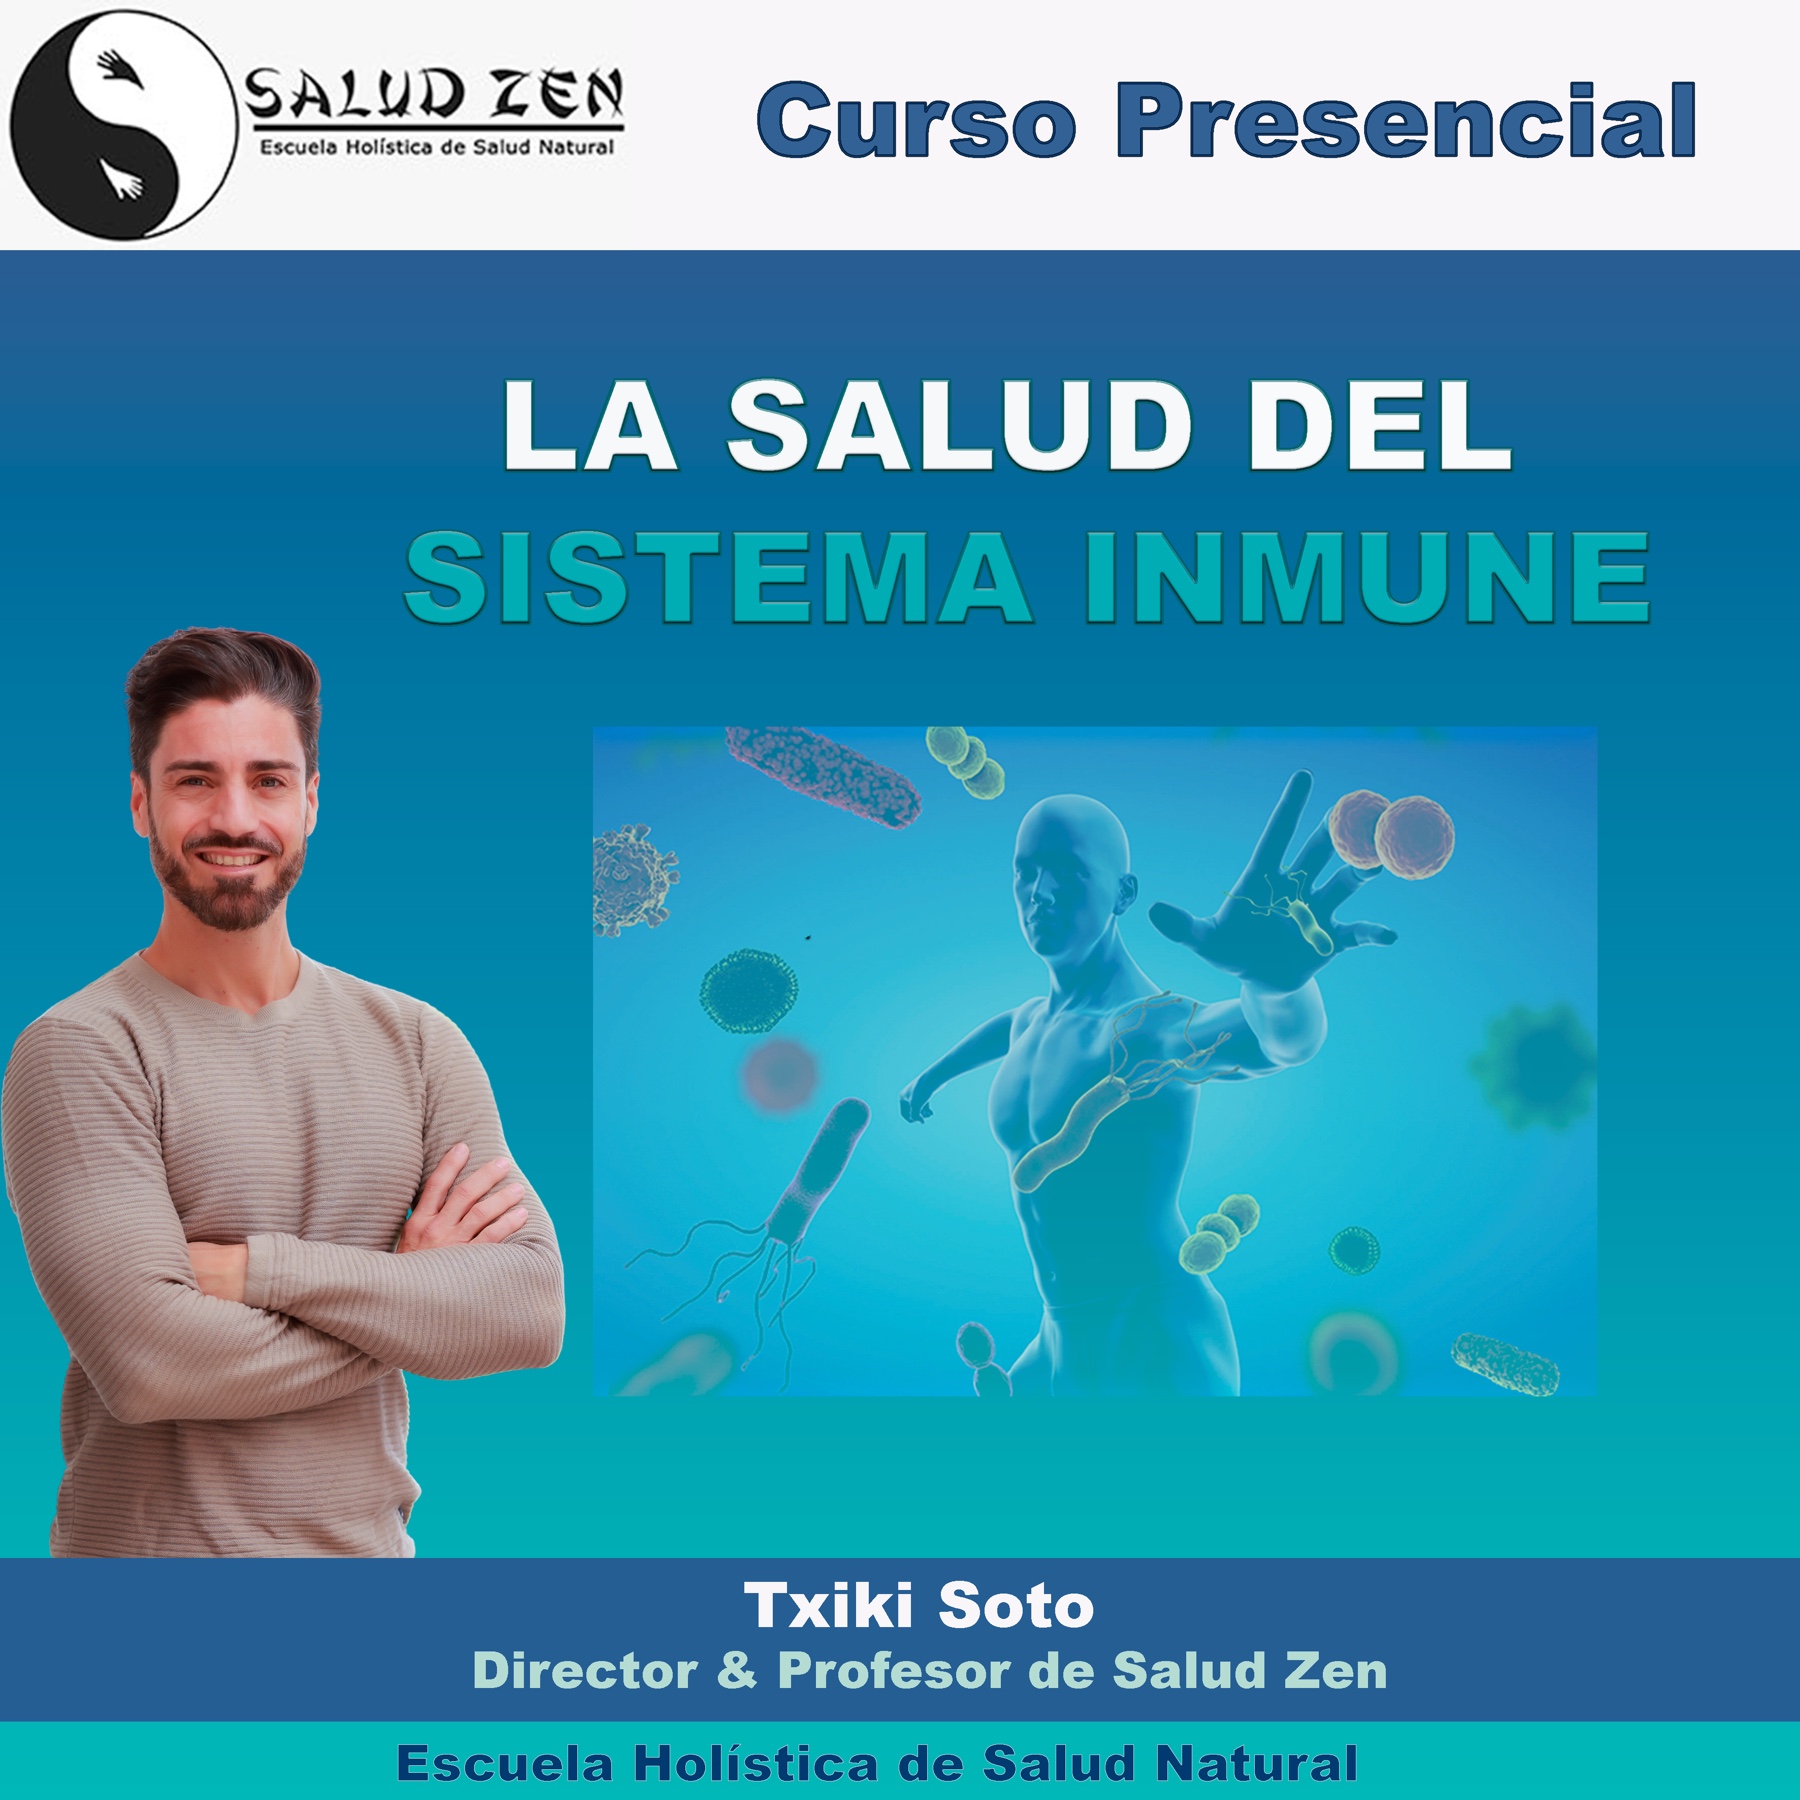 SALUD ZEN
Escuela Holística de Salud Natural
Curso Presencial
LA SALUD DEL
SISTEMA INMUNE
Txiki Soto
Director & Profesor de Salud Zen
Escuela Holística de Salud Natural